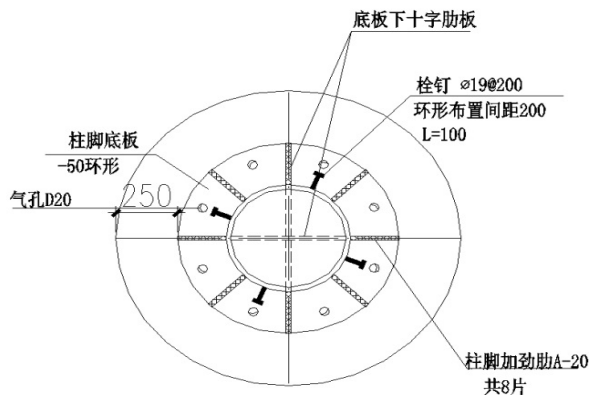 底板下十字肋板
栓钉 ⌀19@200
环形布置间距200
L=100
柱脚底板
-50环形
250
气孔D20
柱脚加劲肋A-20
共8片